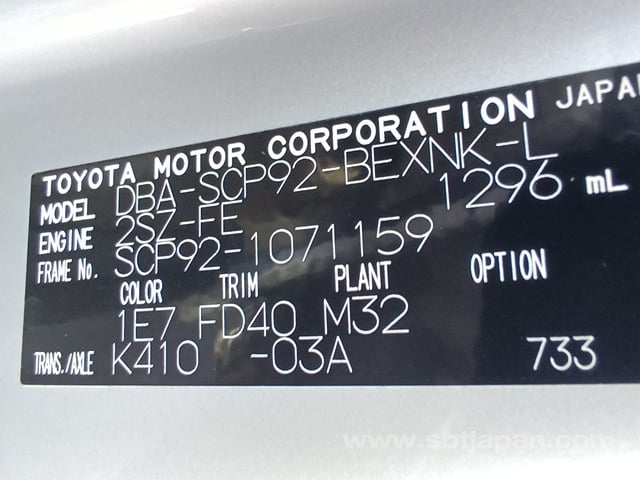 TOYOTA MOTOR CORPORATION JAPAN
MODEL DBA-SCP92-BEXNK-L
ENGINE 2SZ-FE 1296 mL
FRAME No. SCP92-1071159
COLOR TRIM PLANT OPTION
1E7 FD40 M32
TRANS./AXLE K410 -03A 733
www.sbijapan.com